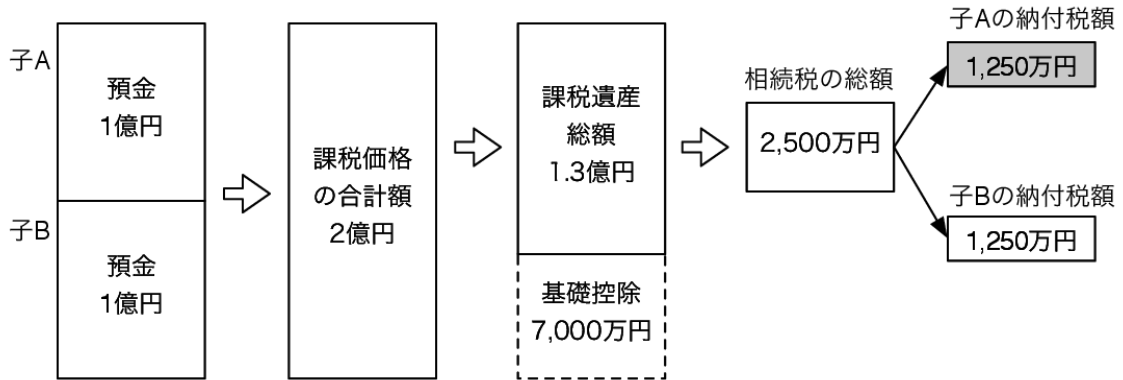 子A
預金
1億円
子B
預金
1億円
課税価格
の合計額
2億円
課税遺産
総額
1.3億円
基礎控除
7,000万円
相続税の総額
2,500万円
子Aの納付税額
1,250万円
子Bの納付税額
1,250万円